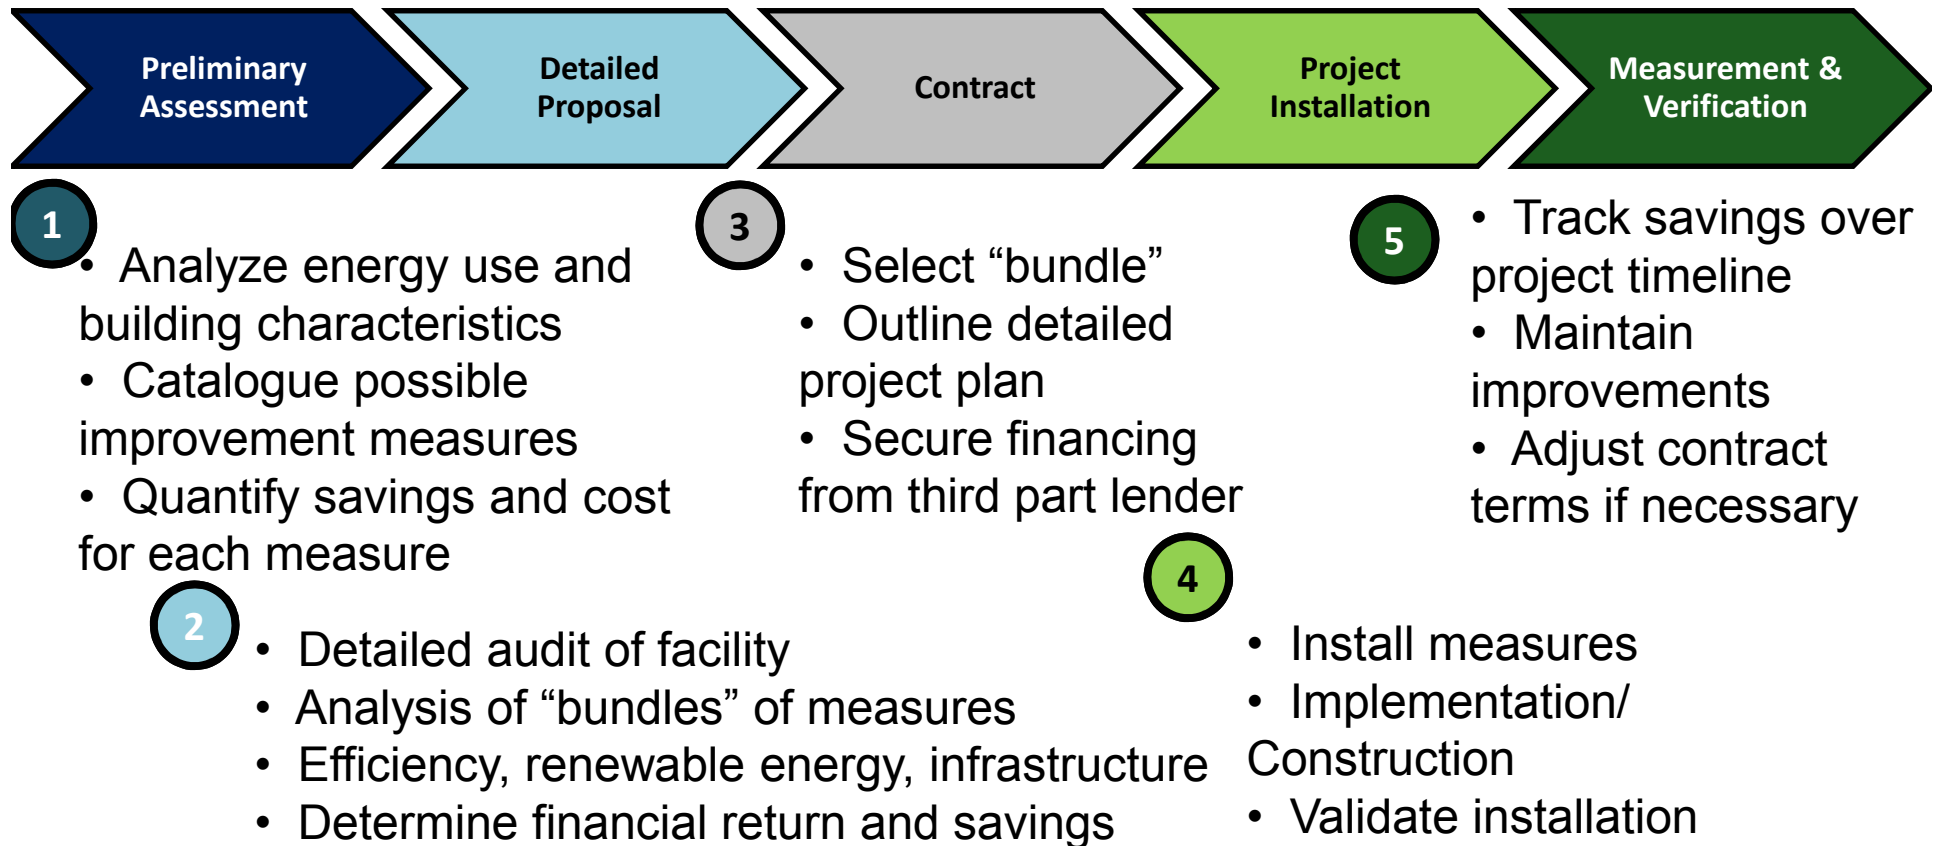 Preliminary
Assessment
Detailed
Proposal
Contract
Project
Installation
Measurement &
Verification
1
• Analyze energy use and
building characteristics
• Catalogue possible
improvement measures
• Quantify savings and cost
for each measure
2
• Detailed audit of facility
• Analysis of “bundles” of measures
• Efficiency, renewable energy, infrastructure
• Determine financial return and savings
3
• Select “bundle”
• Outline detailed
project plan
• Secure financing
from third part lender
4
• Install measures
• Implementation/
Construction
• Validate installation
5
• Track savings over
project timeline
• Maintain
improvements
• Adjust contract
terms if necessary